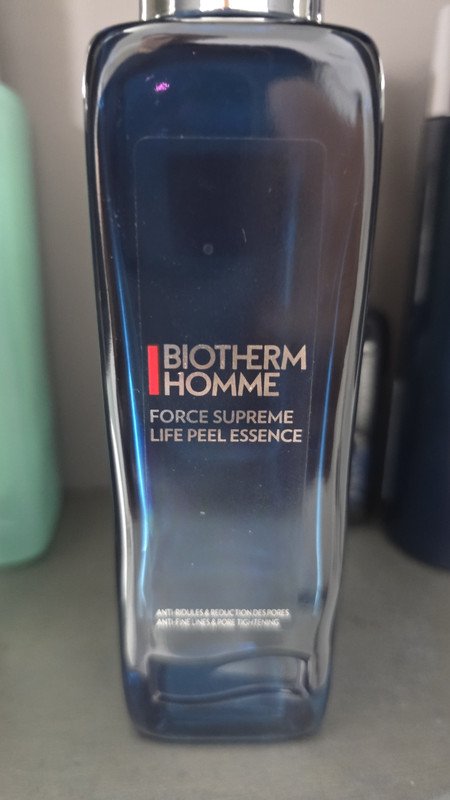 BIOTHERM
HOMME
FORCE SUPREME
LIFE PEEL ESSENCE
ANTI-RIDULES & REDUCTION DES PORES
ANTI-FINE LINES & PORE TIGHTENING